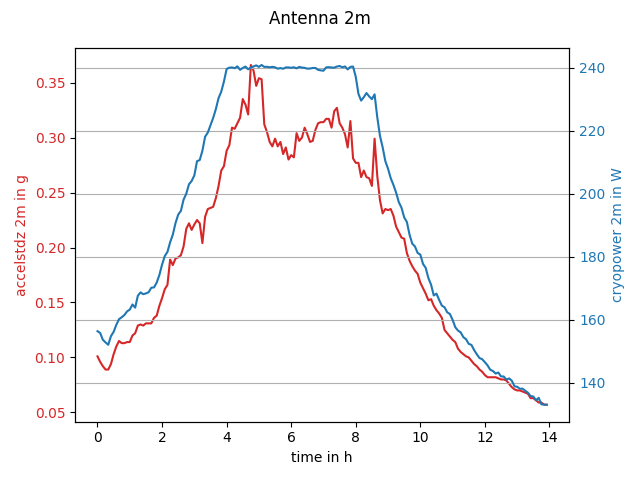 Antenna 2m
0.35
0.30
0.25
0.20
0.15
0.10
0.05
accelstdz 2m in g
240
220
200
180
160
140
cryopower 2m in W
0 2 4 6 8 10 12 14
time in h